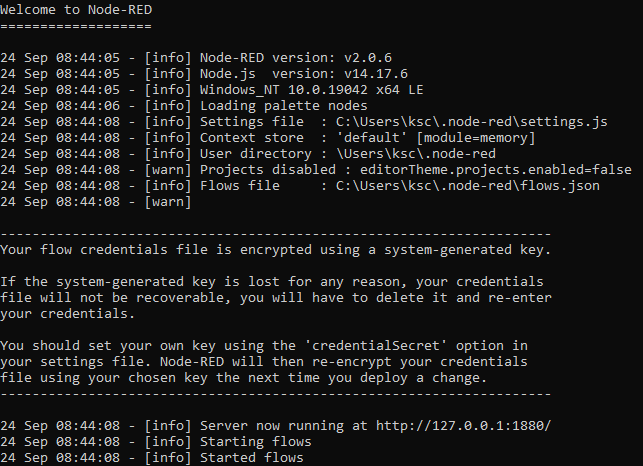 Welcome to Node-RED
===================
24 Sep 08:44:05 - [info] Node-RED version: v2.0.6
24 Sep 08:44:05 - [info] Node.js  version: v14.17.6
24 Sep 08:44:05 - [info] Windows_NT 10.0.19042 x64 LE
24 Sep 08:44:06 - [info] Loading palette nodes
24 Sep 08:44:08 - [info] Settings file  : C:\Users\ksc\.node-red\settings.js
24 Sep 08:44:08 - [info] Context store  : 'default' [module=memory]
24 Sep 08:44:08 - [info] User directory : \Users\ksc\.node-red
24 Sep 08:44:08 - [warn] Projects disabled : editorTheme.projects.enabled=false
24 Sep 08:44:08 - [info] Flows file     : C:\Users\ksc\.node-red\flows.json
24 Sep 08:44:08 - [warn]
---------------------------------------------------------------------
Your flow credentials file is encrypted using a system-generated key.
If the system-generated key is lost for any reason, your credentials
file will not be recoverable, you will have to delete it and re-enter
your credentials.
You should set your own key using the 'credentialSecret' option in
your settings file. Node-RED will then re-encrypt your credentials
file using your chosen key the next time you deploy a change.
---------------------------------------------------------------------
24 Sep 08:44:08 - [info] Server now running at http://127.0.0.1:1880/
24 Sep 08:44:08 - [info] Starting flows
24 Sep 08:44:08 - [info] Started flows